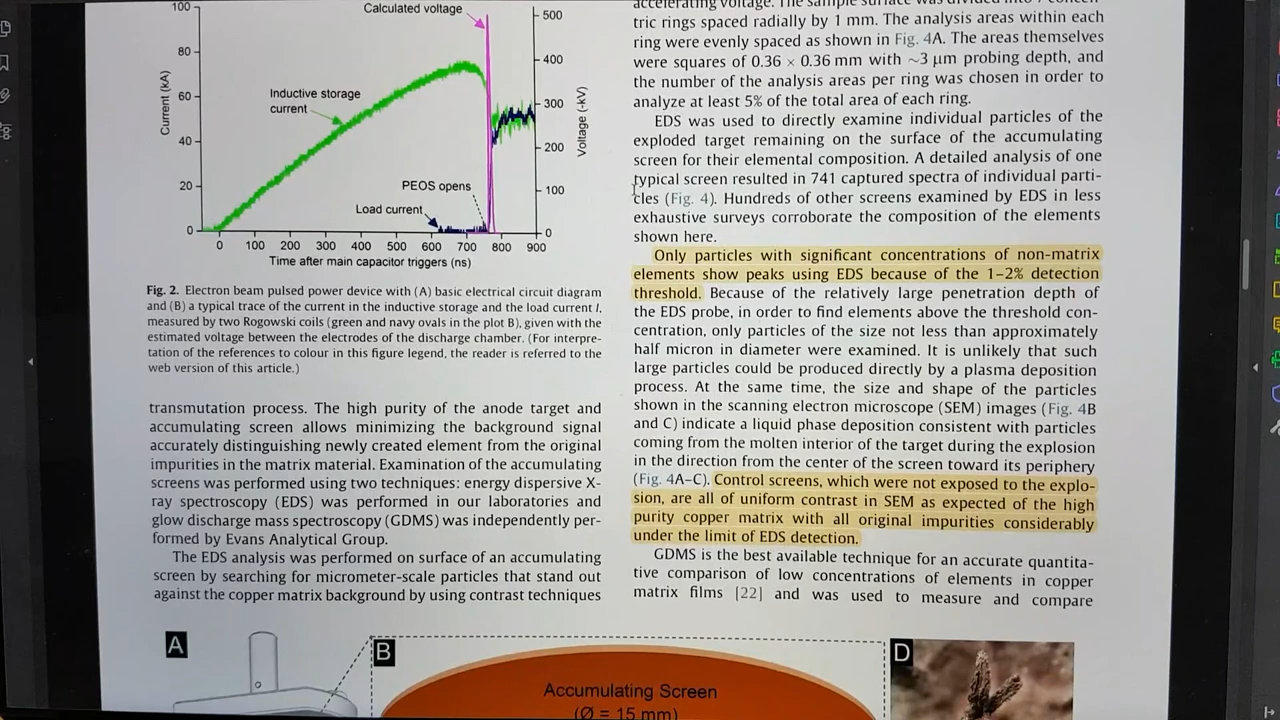 100
80
60
40
20
0
Current (kA)
Calculated voltage
Inductive storage
current
PEOS opens
Load current
500
400
300
200
100
0
Voltage (-kV)
0 100 200 300 400 500 600 700 800 900
Time after main capacitor triggers (ns)
Fig. 2. Electron beam pulsed power device with (A) basic electrical circuit diagram
and (B) a typical trace of the current in the inductive storage and the load current I,
measured by two Rogowski coils (green and navy ovals in the plot B), given with the
estimated voltage between the electrodes of the discharge chamber. (For interpre-
tation of the references to colour in this figure legend, the reader is referred to the
web version of this article.)
transmutation process. The high purity of the anode target and
accumulating screen allows minimizing the background signal
accurately distinguishing newly created element from the original
impurities in the matrix material. Examination of the accumulating
screens was performed using two techniques: energy dispersive X-
ray spectroscopy (EDS) was performed in our laboratories and
glow discharge mass spectroscopy (GDMS) was independently per-
formed by Evans Analytical Group.
The EDS analysis was performed on surface of an accumulating
screen by searching for micrometer-scale particles that stand out
against the copper matrix background by using contrast techniques
tric rings spaced radially by 1 mm. The analysis areas within each
ring were evenly spaced as shown in Fig. 4A. The areas themselves
were squares of 0.36 × 0.36 mm with ~3 μm probing depth, and
the number of the analysis areas per ring was chosen in order to
analyze at least 5% of the total area of each ring.
EDS was used to directly examine individual particles of the
exploded target remaining on the surface of the accumulating
screen for their elemental composition. A detailed analysis of one
typical screen resulted in 741 captured spectra of individual parti-
cles (Fig. 4). Hundreds of other screens examined by EDS in less
exhaustive surveys corroborate the composition of the elements
shown here.
Only particles with significant concentrations of non-matrix
elements show peaks using EDS because of the 1–2% detection
threshold. Because of the relatively large penetration depth of
the EDS probe, in order to find elements above the threshold con-
centration, only particles of the size not less than approximately
half micron in diameter were examined. It is unlikely that such
large particles could be produced directly by a plasma deposition
process. At the same time, the size and shape of the particles
shown in the scanning electron microscope (SEM) images (Fig. 4B
and C) indicate a liquid phase deposition consistent with particles
coming from the molten interior of the target during the explosion
in the direction from the center of the screen toward its periphery
(Fig. 4A–C). Control screens, which were not exposed to the explo-
sion, are all of uniform contrast in SEM as expected of the high
purity copper matrix with all original impurities considerably
under the limit of EDS detection.
GDMS is the best available technique for an accurate quantita-
tive comparison of low concentrations of elements in copper
matrix films [22] and was used to measure and compare
A
B
D
Accumulating Screen
(Ø = 15 mm)